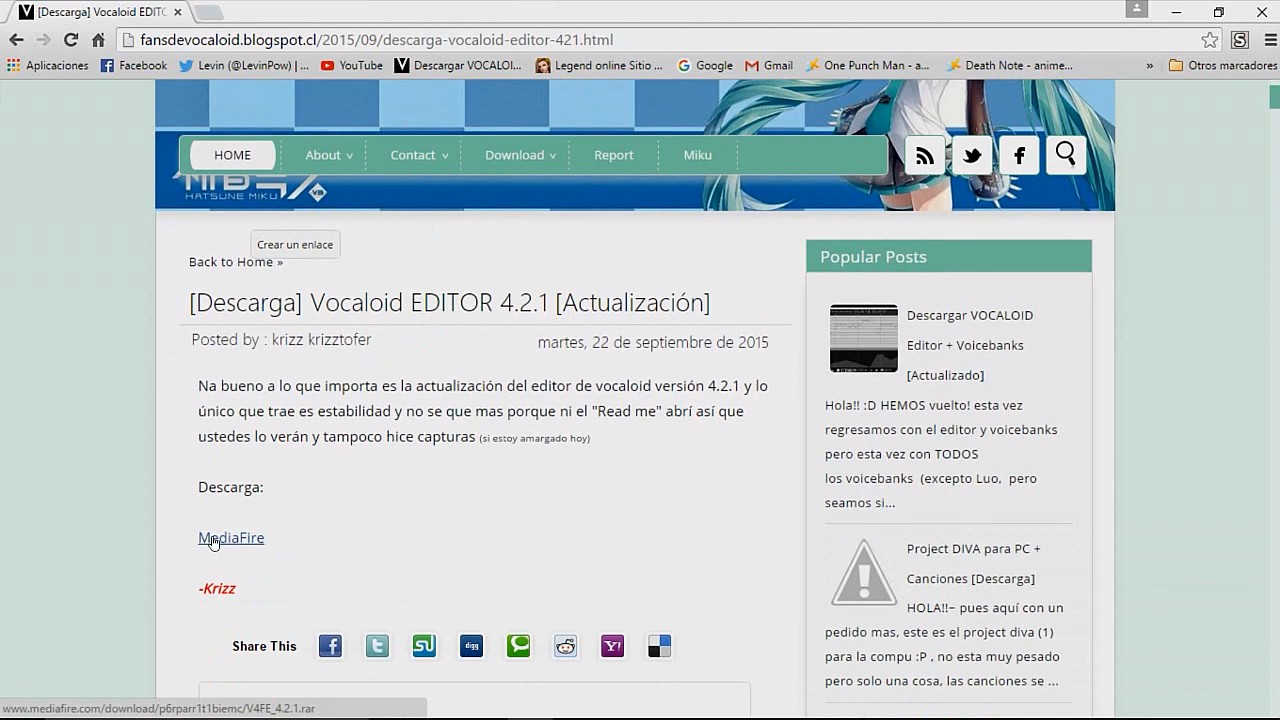 [Descarga] Vocaloid EDITC
fansdevocaloid.blogspot.cl/2015/09/descarga-vocaloid-editor-421.html
Aplicaciones Facebook Levin (@LevinPow) |... YouTube Descargar VOCALOI... Legend online Sitio ... Google Gmail One Punch Man - a... Death Note - anime... » Otros marcadores
HOME About Contact Download Report Miku
HATSUNE MIKU
Crear un enlace
Back to Home »
[Descarga] Vocaloid EDITOR 4.2.1 [Actualización]
Posted by : krizz krizztofer martes, 22 de septiembre de 2015
Na bueno a lo que importa es la actualización del editor de vocaloid versión 4.2.1 y lo
único que trae es estabilidad y no se que mas porque ni el "Read me" abrí así que
ustedes lo verán y tampoco hice capturas (si estoy amargado hoy)
Descarga:
MediaFire
-Krizz
Share This
Popular Posts
Descargar VOCALOID
Editor + Voicebanks
[Actualizado]
Hola!! :D HEMOS vuelto! esta vez
regresamos con el editor y voicebanks
pero esta vez con TODOS
los voicebanks (excepto Luo, pero
seamos si...
Project DIVA para PC +
Canciones [Descarga]
HOLA!!~ pues aquí con un
pedido mas, este es el project diva (1)
para la compu :P , no esta muy pesado
pero solo una cosa, las canciones se ...
www.mediafire.com/download/p6rparr1t1biemc/V4FE_4.2.1.rar